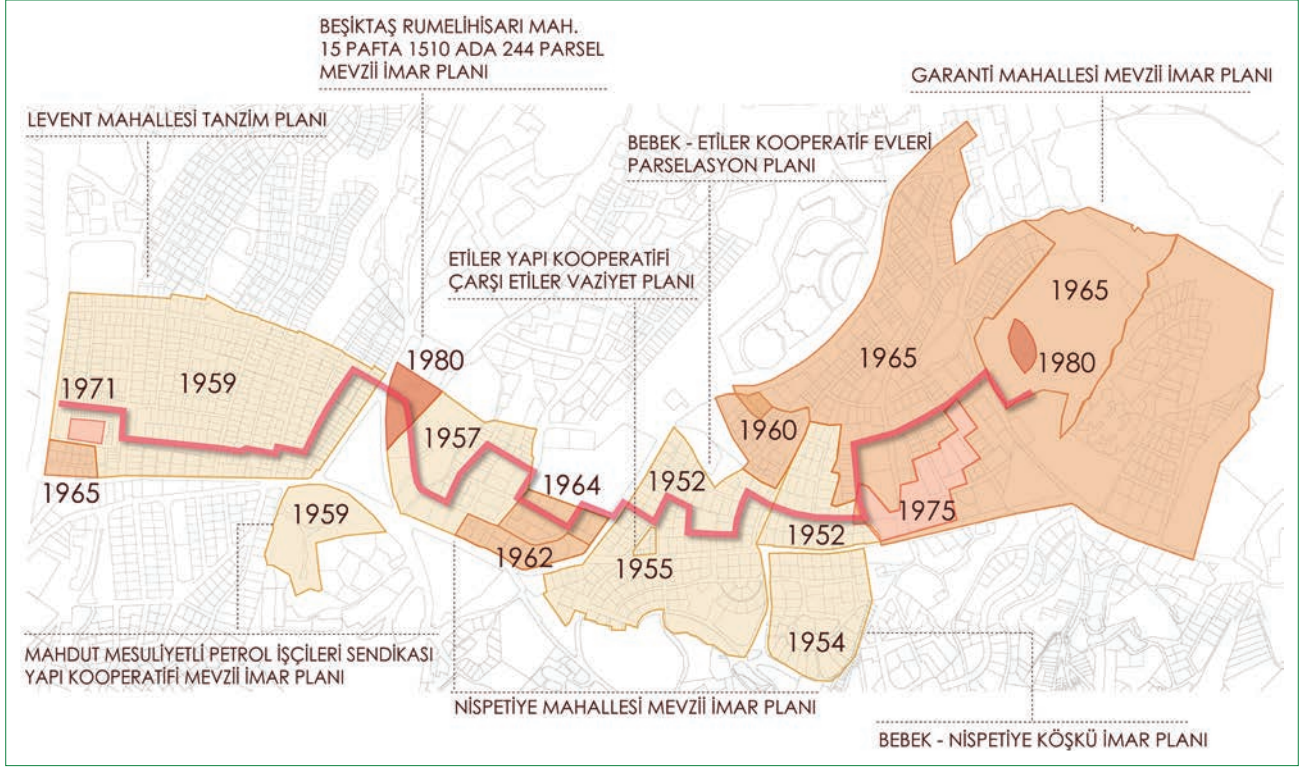 BEŞİKTAŞ RUMELİHİSARI MAH.
15 PAFTA 1510 ADA 244 PARSEL
MEVZİİ İMAR PLANI
GARANTİ MAHALLESİ MEVZİİ İMAR PLANI
LEVENT MAHALLESİ TANZİM PLANI
BEBEK - ETİLER KOOPERATİF EVLERİ
PARSELASYON PLANI
ETİLER YAPI KOOPERATİFİ
ÇARŞI ETİLER VAZİYET PLANI
1965
1980
1965
1980
1971
1959
1957
1960
1952
1964
1965
1959
1975
1952
1962
1955
1954
MAHDUT MESULİYETLİ PETROL İŞÇİLERİ SENDİKASI
YAPI KOOPERATİFİ MEVZİİ İMAR PLANI
NİSPETİYE MAHALLESİ MEVZİİ İMAR PLANI
BEBEK - NİSPETİYE KÖŞKÜ İMAR PLANI